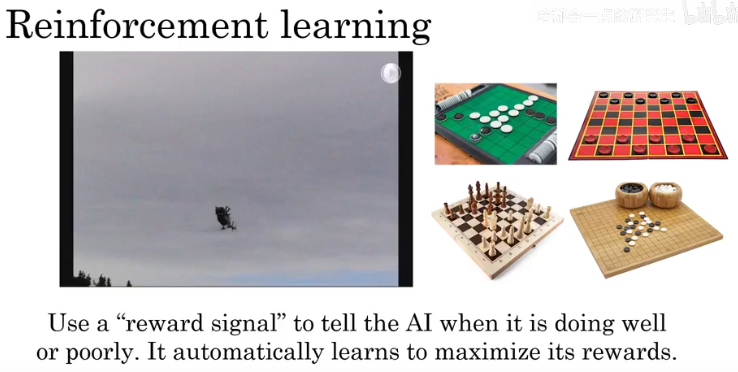 Reinforcement learning
Use a “reward signal” to tell the AI when it is doing well
or poorly. It automatically learns to maximize its rewards.